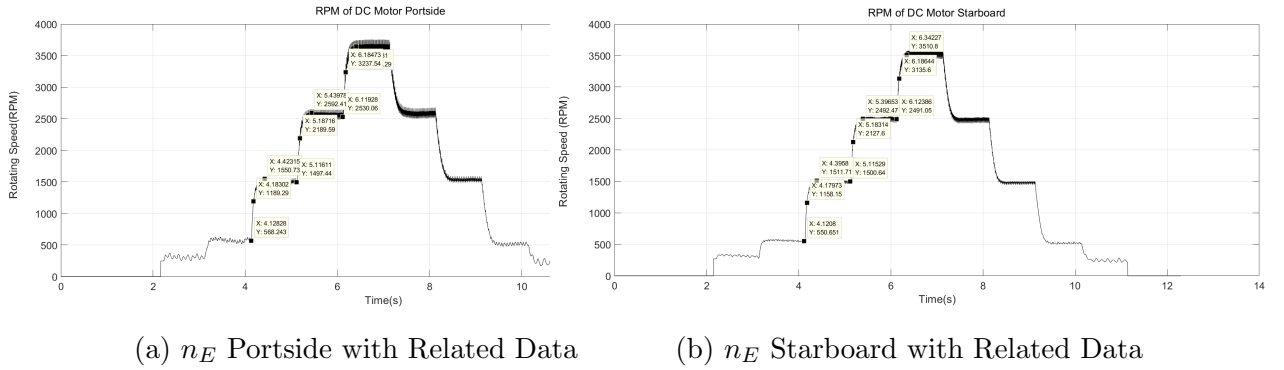 RPM of DC Motor Portside
Rotating Speed(RPM)
4000
3500
3000
2500
2000
1500
1000
500
0
X: 6.18473
Y: 3237.54
X: 5.43978
Y: 2592.41
X: 6.11928
Y: 2530.06
X: 5.18716
Y: 2189.59
X: 4.42315
Y: 1550.73
X: 5.11611
Y: 1497.44
X: 4.18302
Y: 1189.29
X: 4.12828
Y: 568.243
0 2 4 6 8 10
Time(s)
RPM of DC Motor Starboard
Rotating Speed (RPM)
4000
3500
3000
2500
2000
1500
1000
500
0
X: 6.34227
Y: 3510.8
X: 6.18644
Y: 3135.6
X: 5.39653
Y: 2492.47
X: 6.12386
Y: 2491.05
X: 5.18314
Y: 2127.6
X: 4.3958
Y: 1511.71
X: 5.11529
Y: 1500.64
X: 4.17973
Y: 1158.15
X: 4.1208
Y: 550.651
0 2 4 6 8 10 12 14
Time(s)
(a) n_E Portside with Related Data
(b) n_E Starboard with Related Data